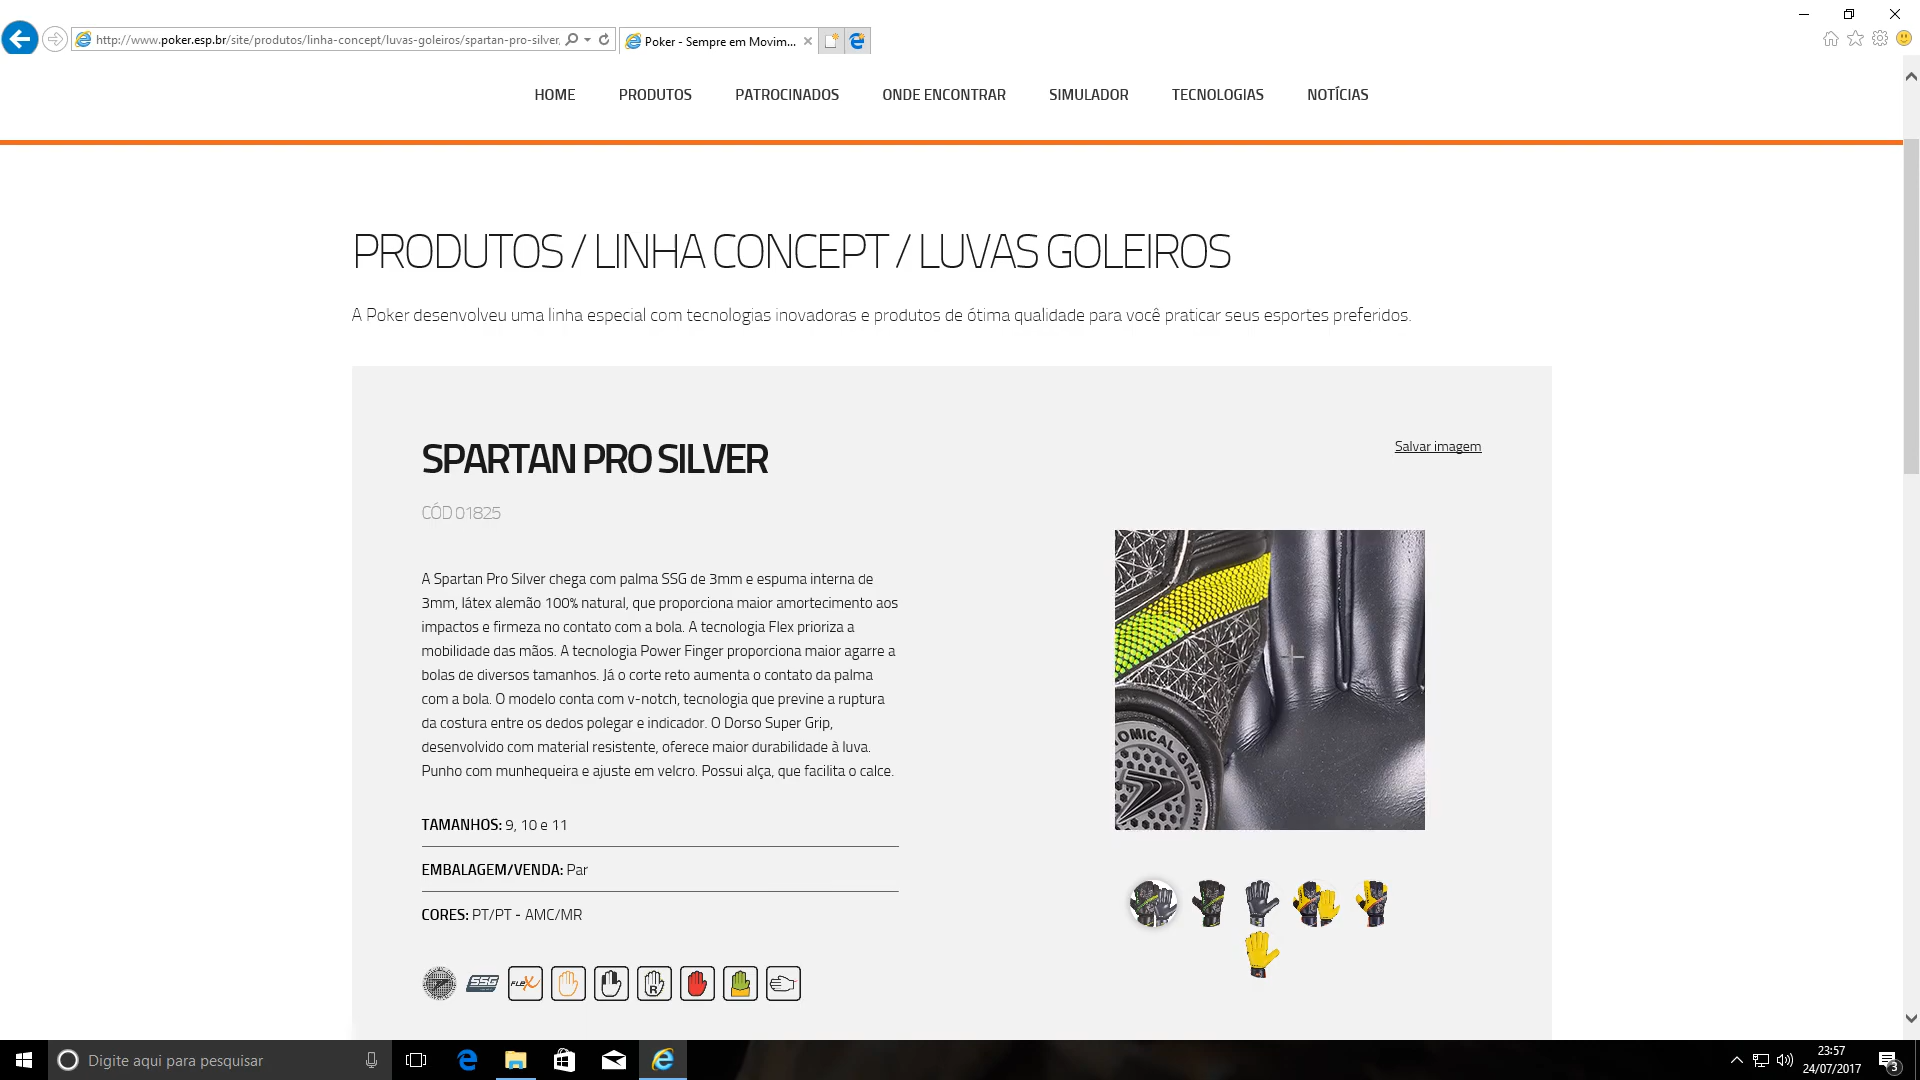 http://www.poker.esp.br/site/produtos/linha-concept/luvas-goleiros/spartan-pro-silver,
Poker - Sempre em Movim...
HOME PRODUTOS PATROCINADOS ONDE ENCONTRAR SIMULADOR TECNOLOGIAS NOTÍCIAS
PRODUTOS / LINHA CONCEPT / LUVAS GOLEIROS
A Poker desenvolveu uma linha especial com tecnologias inovadoras e produtos de ótima qualidade para você praticar seus esportes preferidos.
SPARTAN PRO SILVER
Salvar imagem
CÓD 01825
A Spartan Pro Silver chega com palma SSG de 3mm e espuma interna de
3mm, látex alemão 100% natural, que proporciona maior amortecimento aos
impactos e firmeza no contato com a bola. A tecnologia Flex prioriza a
mobilidade das mãos. A tecnologia Power Finger proporciona maior agarre a
bolas de diversos tamanhos. Já o corte reto aumenta o contato da palma
com a bola. O modelo conta com v-notch, tecnologia que previne a ruptura
da costura entre os dedos polegar e indicador. O Dorso Super Grip,
desenvolvido com material resistente, oferece maior durabilidade à luva.
Punho com munhequeira e ajuste em velcro. Possui alça, que facilita o calce.
OMICAL GRIP
TAMANHOS: 9, 10 e 11
EMBALAGEM/VENDA: Par
CORES: PT/PT - AMC/MR
SSG
FLEX
R
Digite aqui para pesquisar
23:57
24/07/2017
3